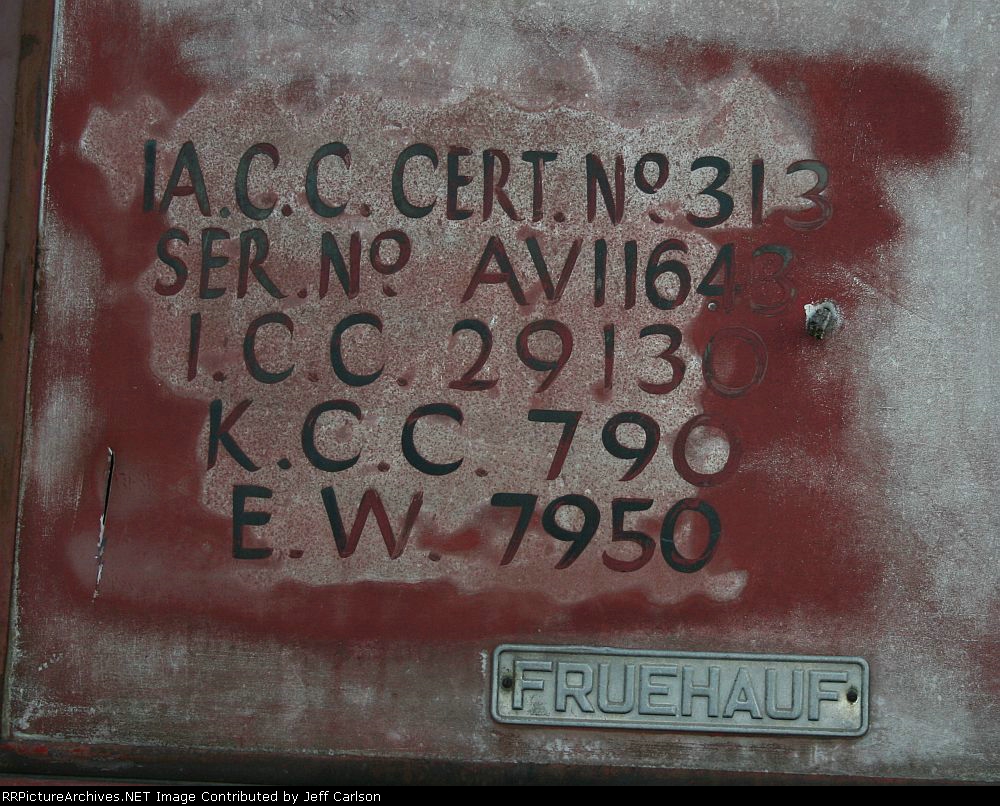 IA.C.C. CERT. No. 313
SER. No. AV11643
I.C.C. 29130
K.C.C. 790
E.W. 7950
FRUEHAUF
RRPictureArchives.NET Image Contributed by Jeff Carlson